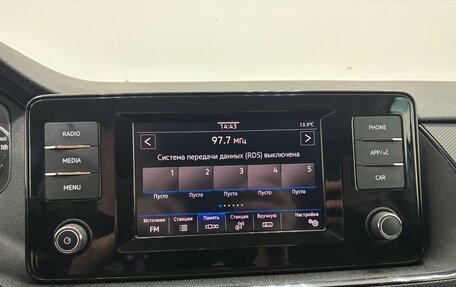 14:43
13.5°C
RADIO
97.7 МГц
PHONE
MEDIA
Система передачи данных (RDS) выключена
APP/
MENU
1 2 3 4 5
CAR
Пусто Пусто Пусто Пусто Пусто
Источник Станции Память Станция Вручную Настройки
FM